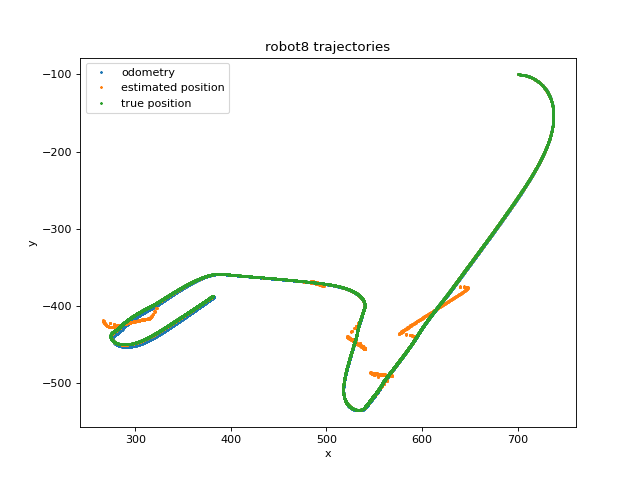 robot8 trajectories
odometry
estimated position
true position
−100
−200
−300
−400
−500
y
300 400 500 600 700
x